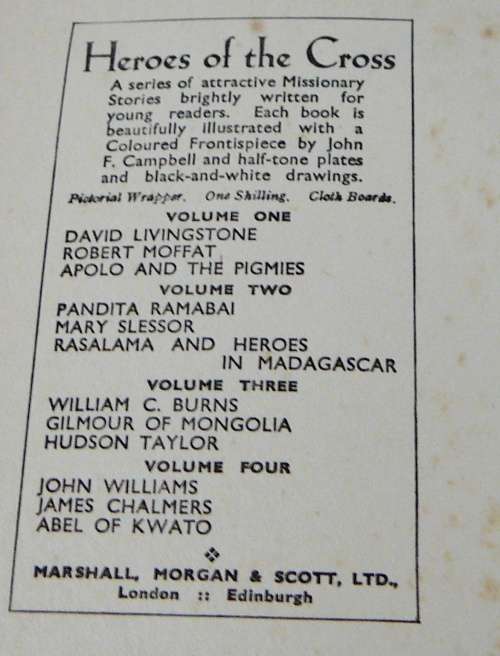 Heroes of the Cross
A series of attractive Missionary
Stories brightly written for
young readers. Each book is
beautifully illustrated with a
Coloured Frontispiece by John
F. Campbell and half-tone plates
and black-and-white drawings.
Pictorial Wrapper. One Shilling. Cloth Boards.
VOLUME ONE
DAVID LIVINGSTONE
ROBERT MOFFAT
APOLO AND THE PIGMIES
VOLUME TWO
PANDITA RAMABAI
MARY SLESSOR
RASALAMA AND HEROES
IN MADAGASCAR
VOLUME THREE
WILLIAM C. BURNS
GILMOUR OF MONGOLIA
HUDSON TAYLOR
VOLUME FOUR
JOHN WILLIAMS
JAMES CHALMERS
ABEL OF KWATO
MARSHALL, MORGAN & SCOTT, LTD.,
London :: Edinburgh